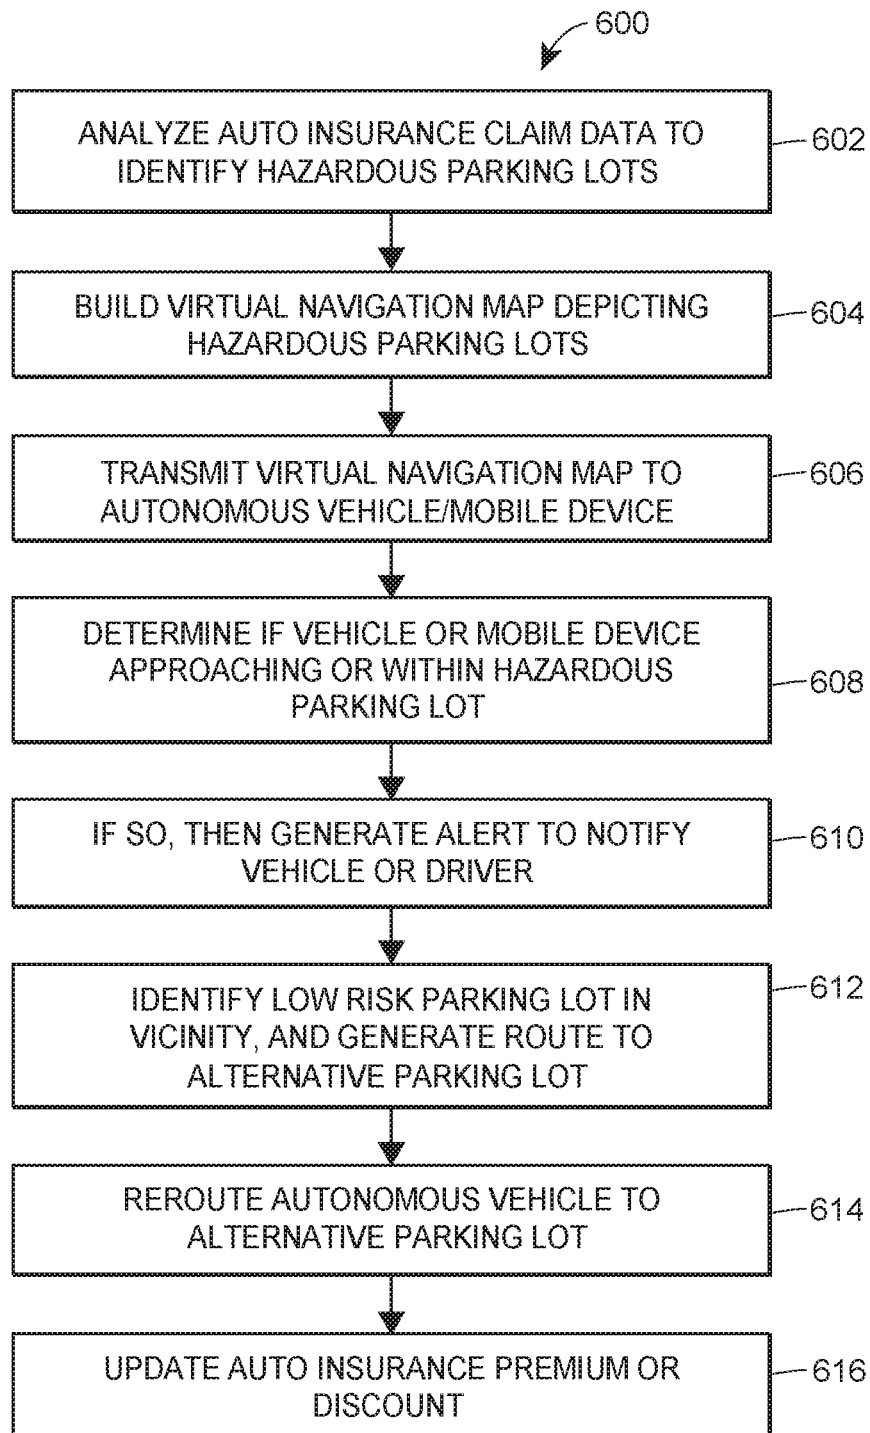 600
ANALYZE AUTO INSURANCE CLAIM DATA TO
IDENTIFY HAZARDOUS PARKING LOTS
602
BUILD VIRTUAL NAVIGATION MAP DEPICTING
HAZARDOUS PARKING LOTS
604
TRANSMIT VIRTUAL NAVIGATION MAP TO
AUTONOMOUS VEHICLE/MOBILE DEVICE
606
DETERMINE IF VEHICLE OR MOBILE DEVICE
APPROACHING OR WITHIN HAZARDOUS
PARKING LOT
608
IF SO, THEN GENERATE ALERT TO NOTIFY
VEHICLE OR DRIVER
610
IDENTIFY LOW RISK PARKING LOT IN
VICINITY, AND GENERATE ROUTE TO
ALTERNATIVE PARKING LOT
612
REROUTE AUTONOMOUS VEHICLE TO
ALTERNATIVE PARKING LOT
614
UPDATE AUTO INSURANCE PREMIUM OR
DISCOUNT
616